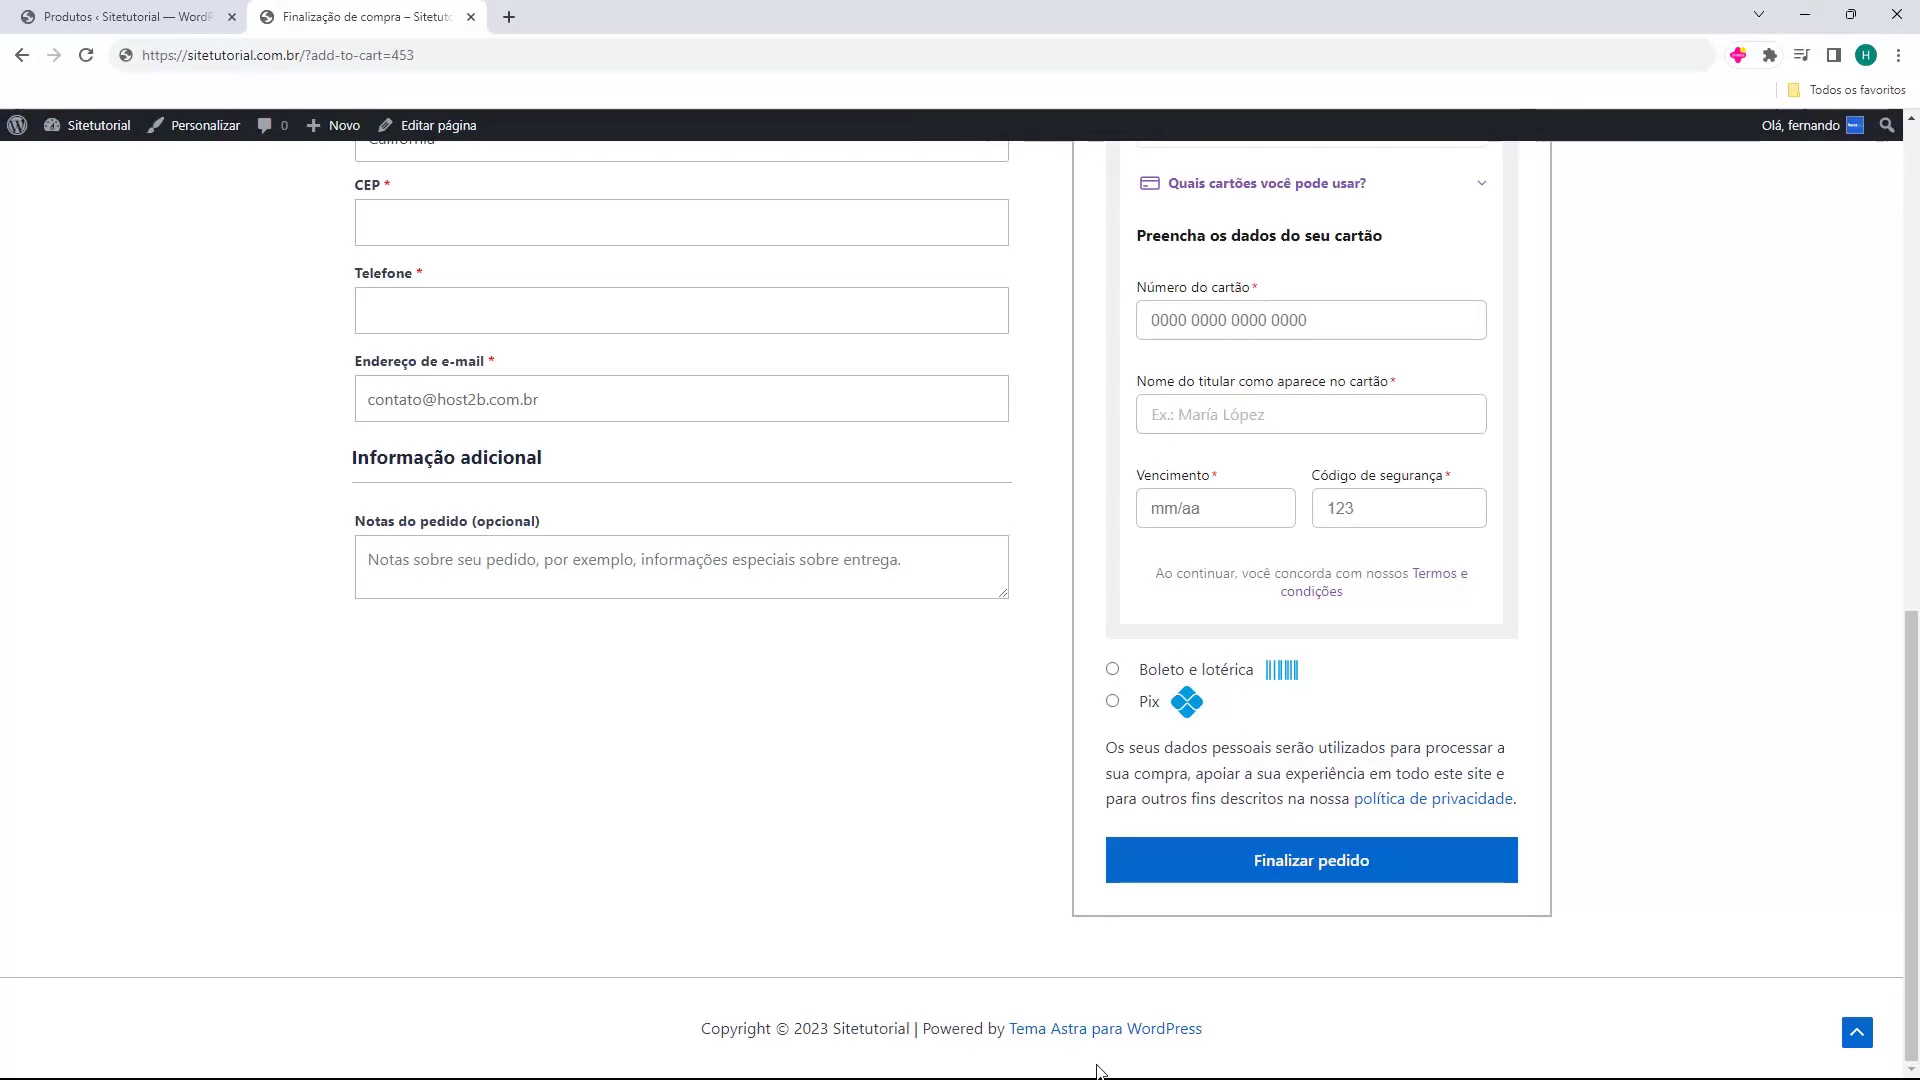 Produtos ‹ Sitetutorial — WordP
Finalização de compra – Sitetuto
https://sitetutorial.com.br/?add-to-cart=453
H
Todos os favoritos
Sitetutorial
Personalizar
0
Novo
Editar página
Olá, fernando
Califórnia
CEP *
Telefone *
Endereço de e-mail *
contato@host2b.com.br
Informação adicional
Notas do pedido (opcional)
Notas sobre seu pedido, por exemplo, informações especiais sobre entrega.
Quais cartões você pode usar?
Preencha os dados do seu cartão
Número do cartão*
0000 0000 0000 0000
Nome do titular como aparece no cartão*
Ex.: María López
Vencimento* Código de segurança*
mm/aa 123
Ao continuar, você concorda com nossos Termos e
condições
Boleto e lotérica
Pix
Os seus dados pessoais serão utilizados para processar a
sua compra, apoiar a sua experiência em todo este site e
para outros fins descritos na nossa política de privacidade.
Finalizar pedido
Copyright © 2023 Sitetutorial | Powered by Tema Astra para WordPress